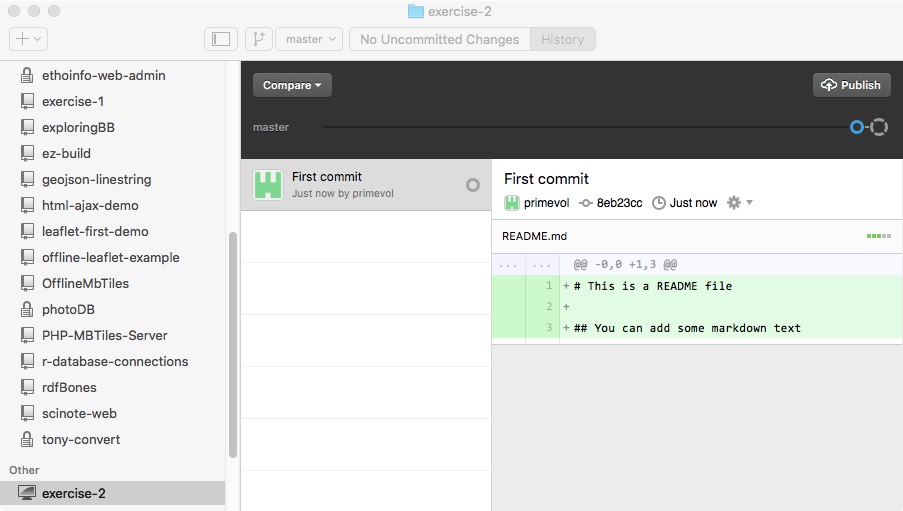 exercise-2
master
No Uncommitted Changes
History
ethoinfo-web-admin
exercise-1
exploringBB
ez-build
geojson-linestring
html-ajax-demo
leaflet-first-demo
offline-leaflet-example
OfflineMbTiles
photoDB
PHP-MBTiles-Server
r-database-connections
rdfBones
scinote-web
tony-convert
Other
exercise-2
Compare
Publish
master
First commit
Just now by primevol
First commit
primevol 8eb23cc Just now
README.md
... ... @@ -0,0 +1,3 @@
1 +# This is a README file
2 +
3 +## You can add some markdown text